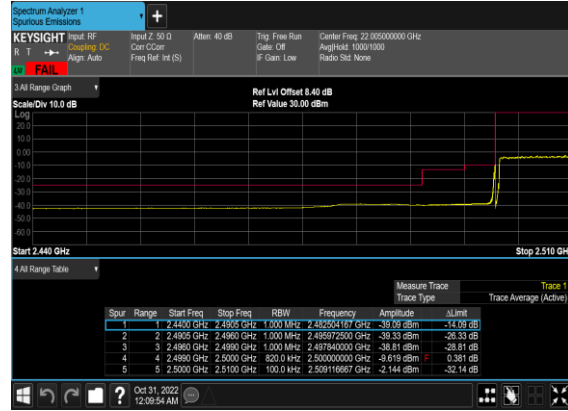 Spectrum Analyzer 1
Spurious Emissions
+
KEYSIGHT Input: RF Input Z: 50 Ω Atten: 40 dB Trig: Free Run Center Freq: 22.005000000 GHz
R T Coupling: DC Corr CCorr Gate: Off Avg|Hold: 1000/1000
Align: Auto Freq Ref: Int (S) IF Gain: Low Radio Std: None
FAIL
3 All Range Graph Ref Lvl Offset 8.40 dB
Scale/Div 10.0 dB Ref Value 30.00 dBm
Log
20.0
10.0
0.00
-10.0
-20.0
-30.0
-40.0
-50.0
-60.0
Start 2.440 GHz Stop 2.510 GH
4 All Range Table
Measure Trace Trace 1
Trace Type Trace Average (Active)
Spur Range Start Freq Stop Freq RBW Frequency Amplitude ΔLimit
1 1 2.4400 GHz 2.4905 GHz 1.000 MHz 2.482504167 GHz -39.09 dBm -14.09 dB
2 2 2.4905 GHz 2.4960 GHz 1.000 MHz 2.495972500 GHz -39.33 dBm -26.33 dB
3 3 2.4960 GHz 2.4990 GHz 1.000 MHz 2.497840000 GHz -38.81 dBm -28.81 dB
4 4 2.4990 GHz 2.5000 GHz 820.0 kHz 2.500000000 GHz -9.619 dBm F 0.381 dB
5 5 2.5000 GHz 2.5100 GHz 100.0 kHz 2.509116667 GHz -2.144 dBm -32.14 dB
? Oct 31, 2022
12:09:54 AM